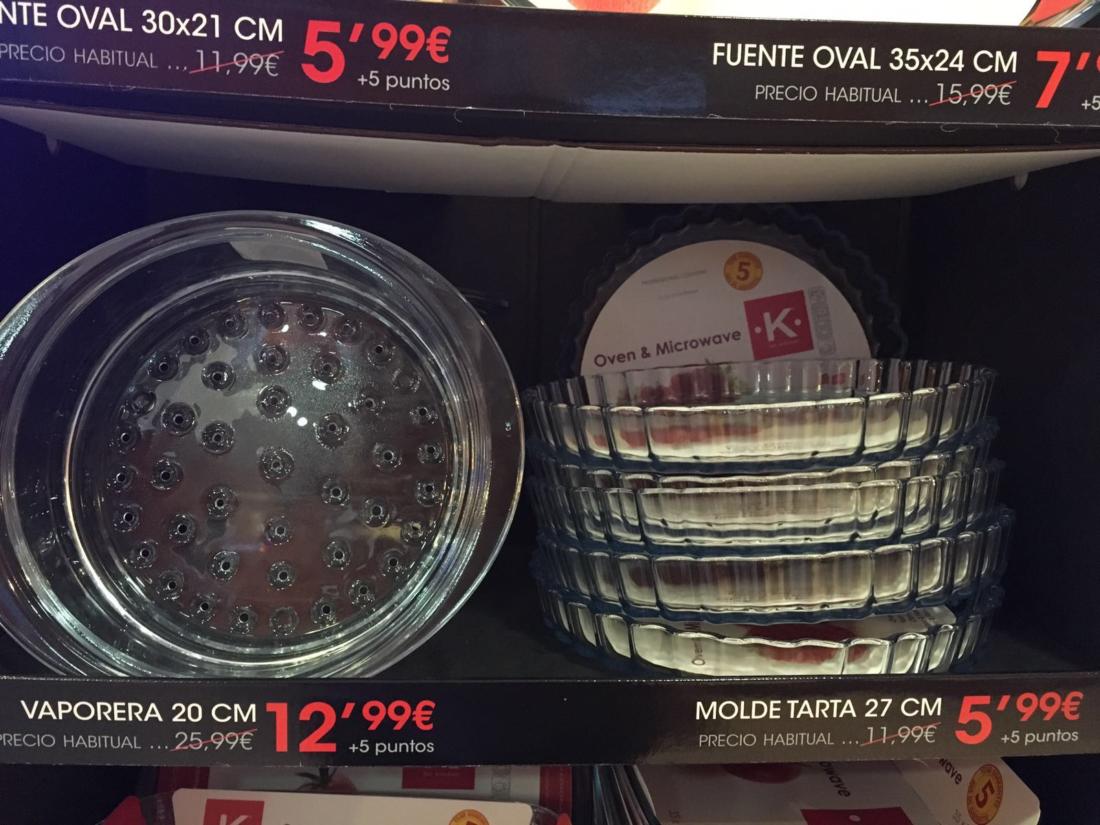 NTE OVAL 30x21 CM 5'99€
PRECIO HABITUAL ... 11,99€ +5 puntos
FUENTE OVAL 35x24 CM 7'
PRECIO HABITUAL ... 15,99€ +5
5
K
Oven & Microwave
VAPORERA 20 CM 12'99€
PRECIO HABITUAL ... 25,99€ +5 puntos
MOLDE TARTA 27 CM 5'99€
PRECIO HABITUAL ... 11,99€ +5 puntos
K
5